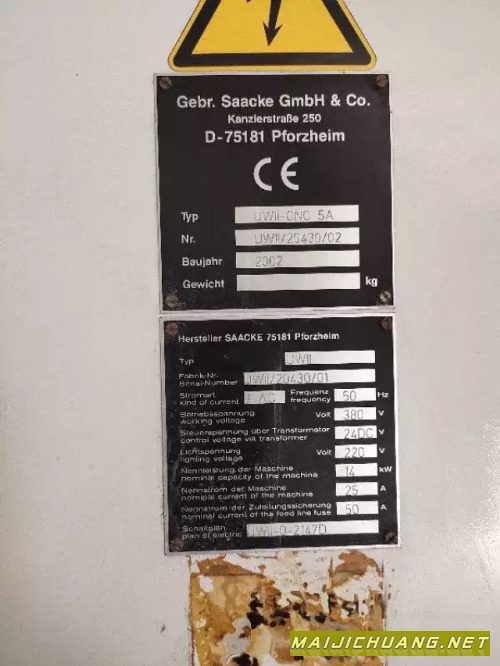 Gebr. Saacke GmbH & Co.
Kanzlerstraße 250
D-75181 Pforzheim
CE
Typ UWII-CNC 5A
Nr. UWII/20430/02
Baujahr 2002
Gewicht kg
Hersteller SAACKE 75181 Pforzheim
Typ UWII
Fabrik-Nr. UWII/20430/01
Serial-Number
Stromart AC Frequenz 50 Hz
kind of current frequency
Betriebsspannung Volt 380 V
working voltage
Steuerspannung über Transformator 24DC V
control voltage via transformer
Lichtspannung Volt 220 V
lighting voltage
Nennleistung der Maschine 14 kW
nominal capacity of the machine
Nennstrom der Maschine 25 A
nominal current of the machine
Nennstrom der Zuleitungssicherung 50 A
nominal current of the feed line fuse
Schaltplan UWII-0-2147D
plan of electric
MAIJICHUANG.NET